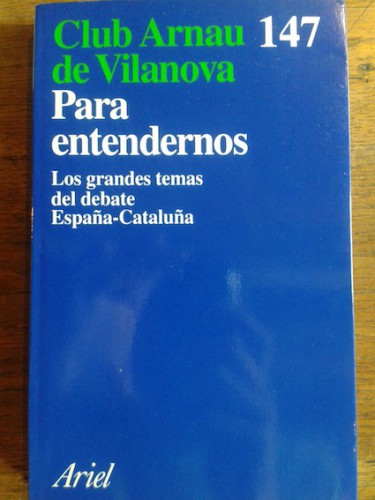 Club Arnau 147
de Vilanova
Para
entendernos
Los grandes temas
del debate
España-Cataluña
Ariel